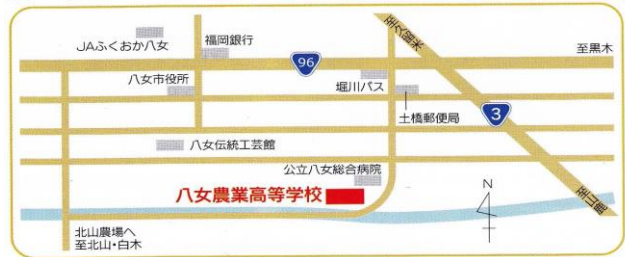 JAふくおか八女
福岡銀行
96
至久留米
至黒木
八女市役所
堀川バス
土橋郵便局
3
八女伝統工芸館
公立八女総合病院
八女農業高等学校
N
至山鹿
北山農場へ
至北山・白木